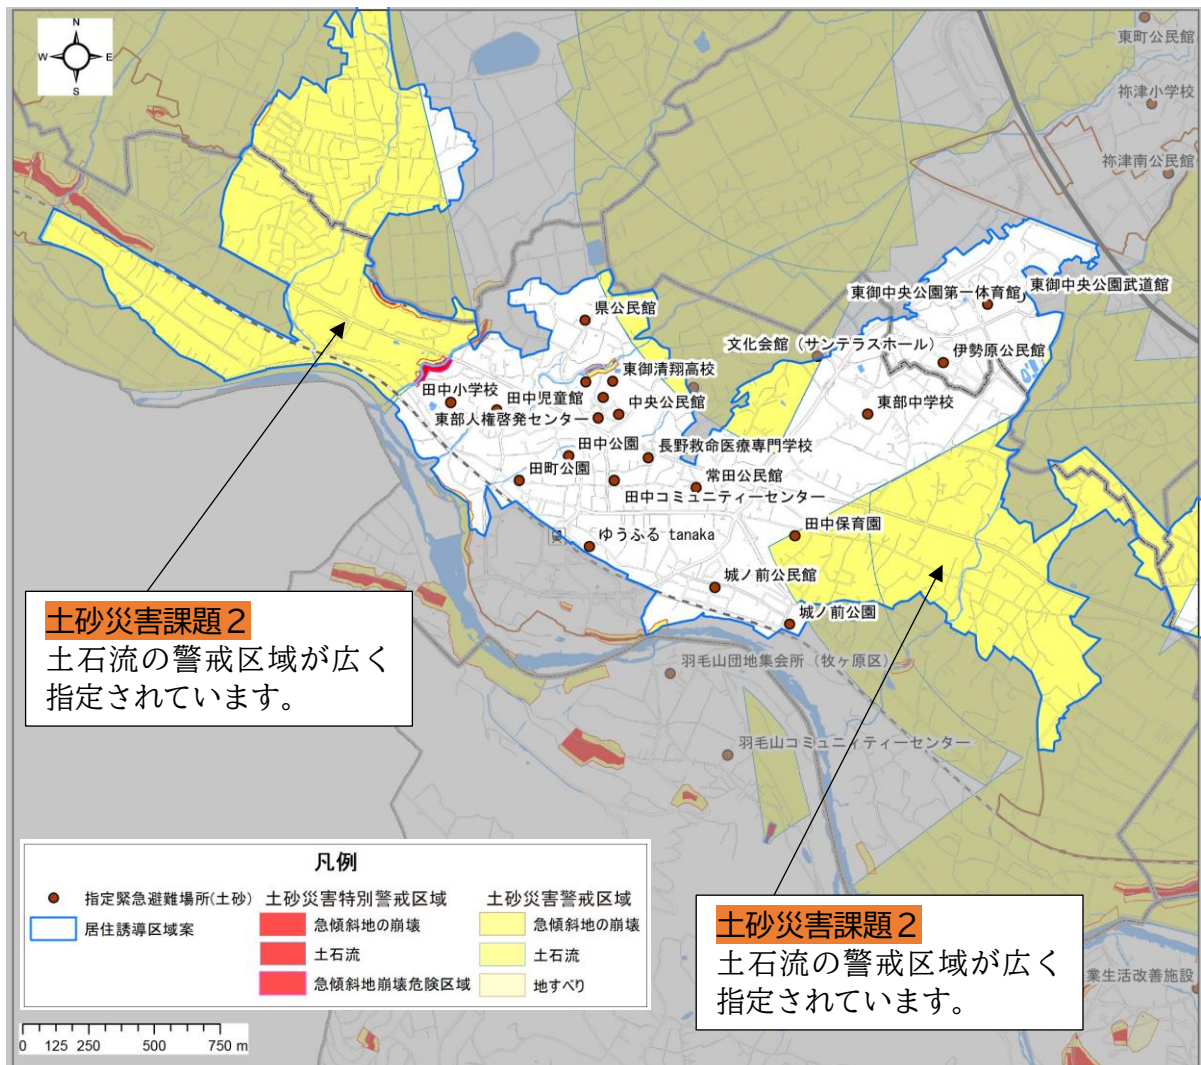 N
W
E
S
東町公民館
祢津小学校
祢津南公民館
東御中央公園第一体育館
東御中央公園武道館
県公民館
文化会館（サンテラスホール）
伊勢原公民館
東御清翔高校
田中小学校
田中児童館
中央公民館
東部中学校
東部人権啓発センター
田中公園
長野救命医療専門学校
田町公園
常田公民館
田中コミュニティーセンター
ゆうふる tanaka
田中保育園
城ノ前公民館
城ノ前公園
羽毛山団地集会所（牧ヶ原区）
羽毛山コミュニティーセンター
土砂災害課題２
土石流の警戒区域が広く
指定されています。
凡例
指定緊急避難場所(土砂)
居住誘導区域案
土砂災害特別警戒区域
急傾斜地の崩壊
土石流
急傾斜地崩壊危険区域
土砂災害警戒区域
急傾斜地の崩壊
土石流
地すべり
土砂災害課題２
土石流の警戒区域が広く
指定されています。
業生活改善施設
0 125 250 500 750 m